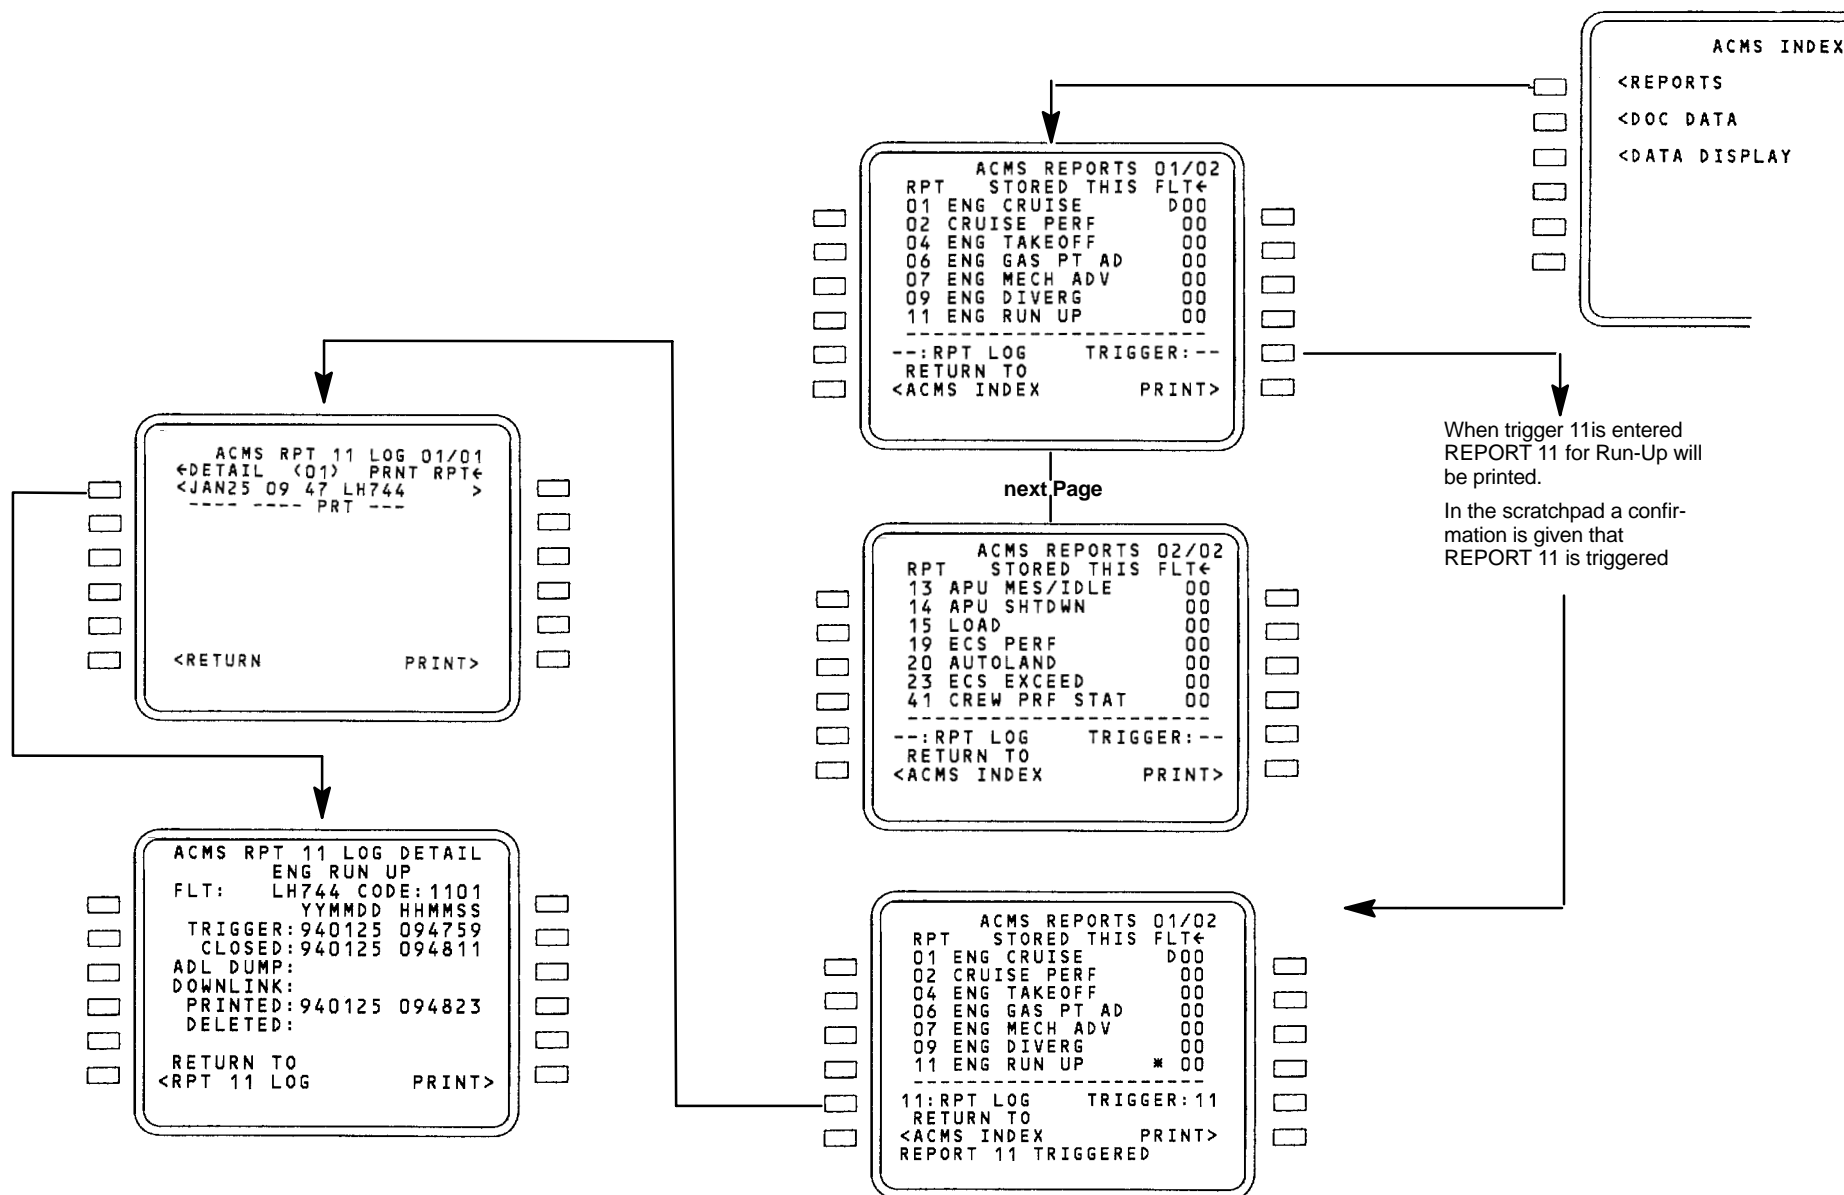 ACMS INDEX
<REPORTS
<DOC DATA
<DATA DISPLAY
ACMS REPORTS 01/02
RPT STORED THIS FLT←
01 ENG CRUISE D00
02 CRUISE PERF 00
04 ENG TAKEOFF 00
06 ENG GAS PT AD 00
07 ENG MECH ADV 00
09 ENG DIVERG 00
11 ENG RUN UP 00
------------------------
--:RPT LOG TRIGGER:--
RETURN TO
<ACMS INDEX PRINT>
When trigger 11is entered
REPORT 11 for Run-Up will
be printed.
In the scratchpad a confir-
mation is given that
REPORT 11 is triggered
next Page
ACMS REPORTS 02/02
RPT STORED THIS FLT←
13 APU MES/IDLE 00
14 APU SHTDWN 00
15 LOAD 00
19 ECS PERF 00
20 AUTOLAND 00
23 ECS EXCEED 00
41 CREW PRF STAT 00
------------------------
--:RPT LOG TRIGGER:--
RETURN TO
<ACMS INDEX PRINT>
ACMS REPORTS 01/02
RPT STORED THIS FLT←
01 ENG CRUISE D00
02 CRUISE PERF 00
04 ENG TAKEOFF 00
06 ENG GAS PT AD 00
07 ENG MECH ADV 00
09 ENG DIVERG 00
11 ENG RUN UP * 00
------------------------
11:RPT LOG TRIGGER:11
RETURN TO
<ACMS INDEX PRINT>
REPORT 11 TRIGGERED
ACMS RPT 11 LOG 01/01
←DETAIL (01) PRNT RPT←
<JAN25 09 47 LH744 >
---- ---- PRT ---
<RETURN PRINT>
ACMS RPT 11 LOG DETAIL
ENG RUN UP
FLT: LH744 CODE:1101
YYMMDD HHMMSS
TRIGGER:940125 094759
CLOSED:940125 094811
ADL DUMP:
DOWNLINK:
PRINTED:940125 094823
DELETED:
RETURN TO
<RPT 11 LOG PRINT>